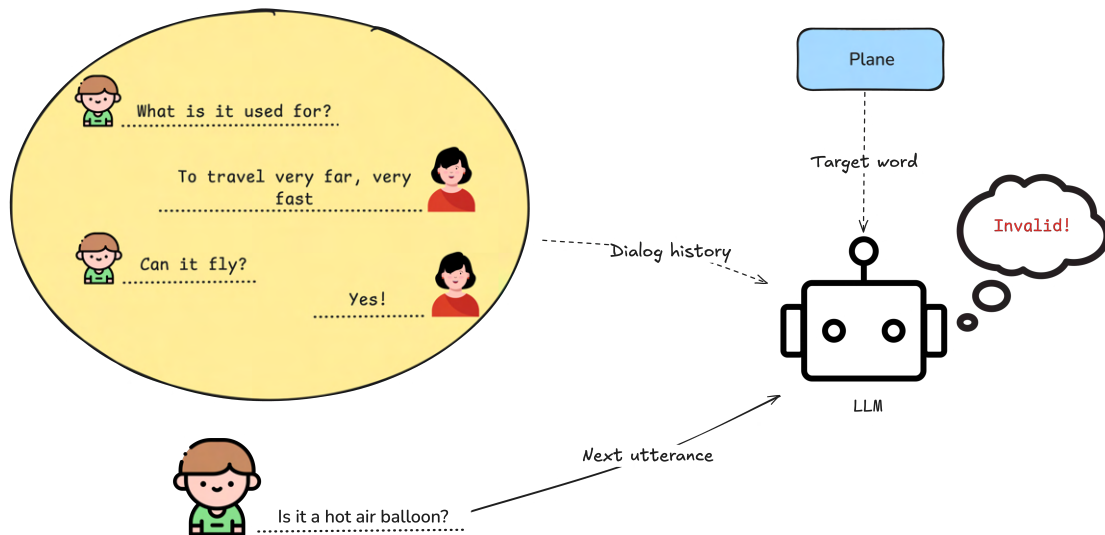 What is it used for?
To travel very far, very
fast
Can it fly?
Yes!
Plane
Target word
Invalid!
Dialog history
LLM
Next utterance
Is it a hot air balloon?